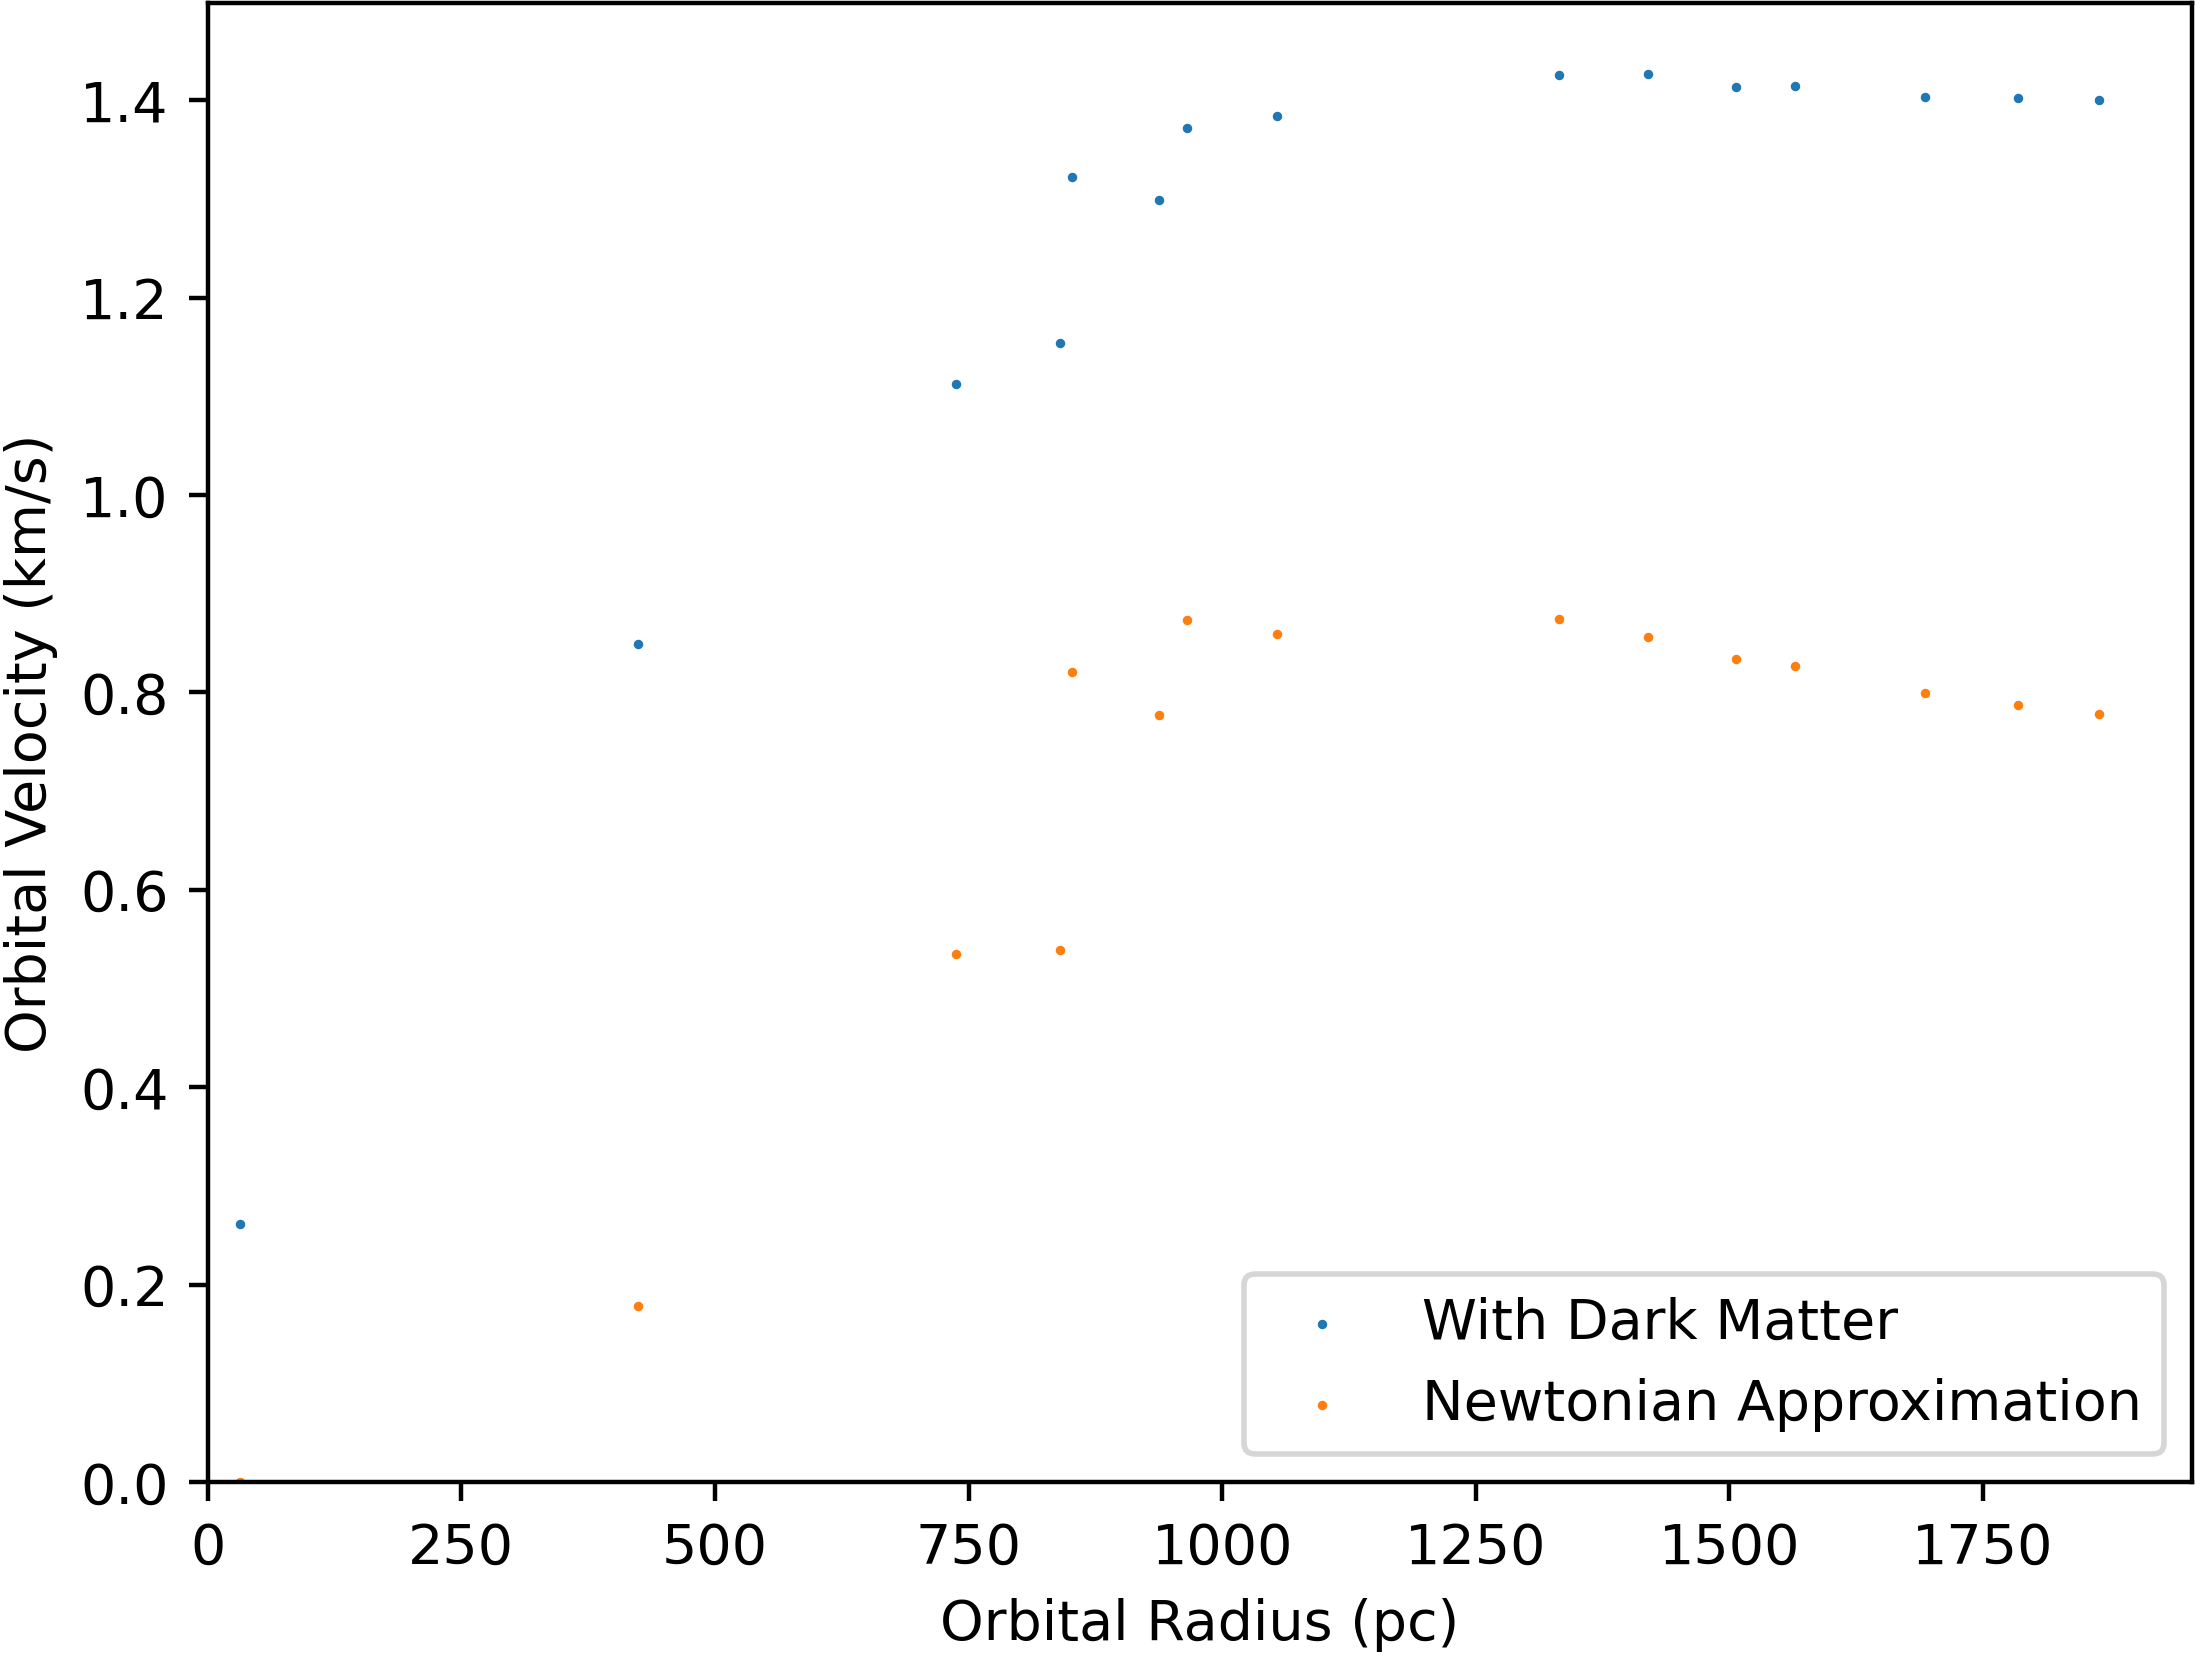 1.4
1.2
1.0
0.8
0.6
0.4
0.2
0.0
Orbital Velocity (km/s)
With Dark Matter
Newtonian Approximation
0 250 500 750 1000 1250 1500 1750
Orbital Radius (pc)